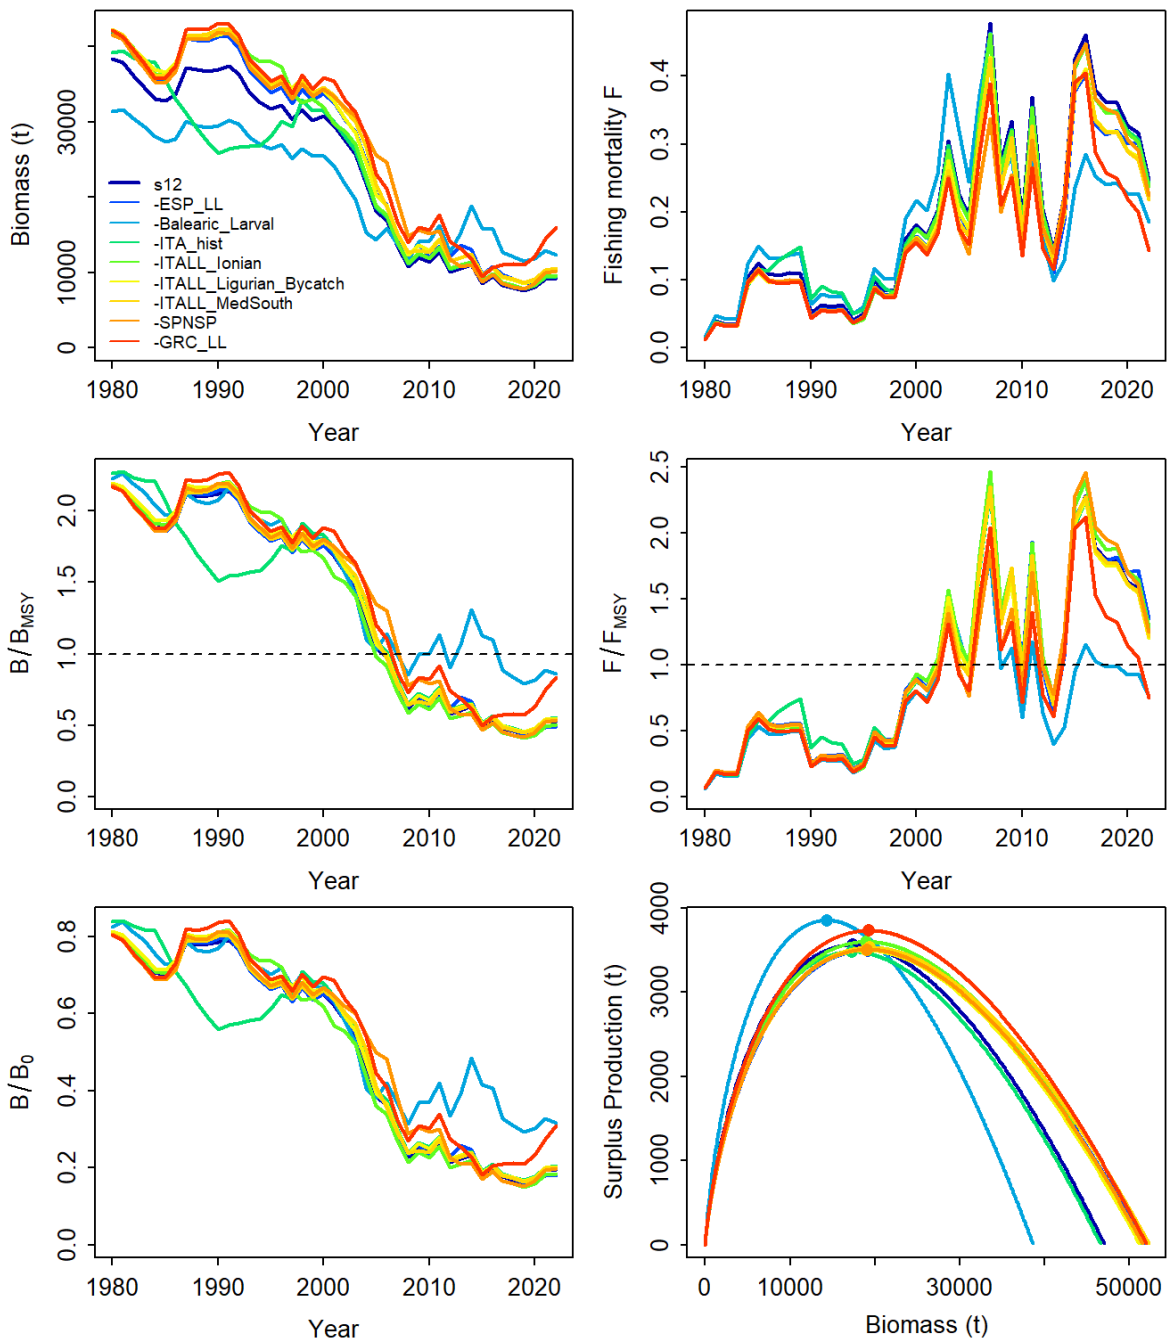 Biomass (t)
0
10000
30000
s12
-ESP_LL
-Balearic_Larval
-ITA_hist
-ITALL_Ionian
-ITALL_Ligurian_Bycatch
-ITALL_MedSouth
-SPNSP
-GRC_LL
1980
1990
2000
2010
2020
Year
Fishing mortality F
0.0
0.1
0.2
0.3
0.4
1980
1990
2000
2010
2020
Year
B / BMSY
0.0
0.5
1.0
1.5
2.0
1980
1990
2000
2010
2020
Year
F / FMSY
0.0
0.5
1.0
1.5
2.0
2.5
1980
1990
2000
2010
2020
Year
B / B0
0.0
0.2
0.4
0.6
0.8
1980
1990
2000
2010
2020
Year
Surplus Production (t)
0
1000
2000
3000
4000
0
10000
30000
50000
Biomass (t)